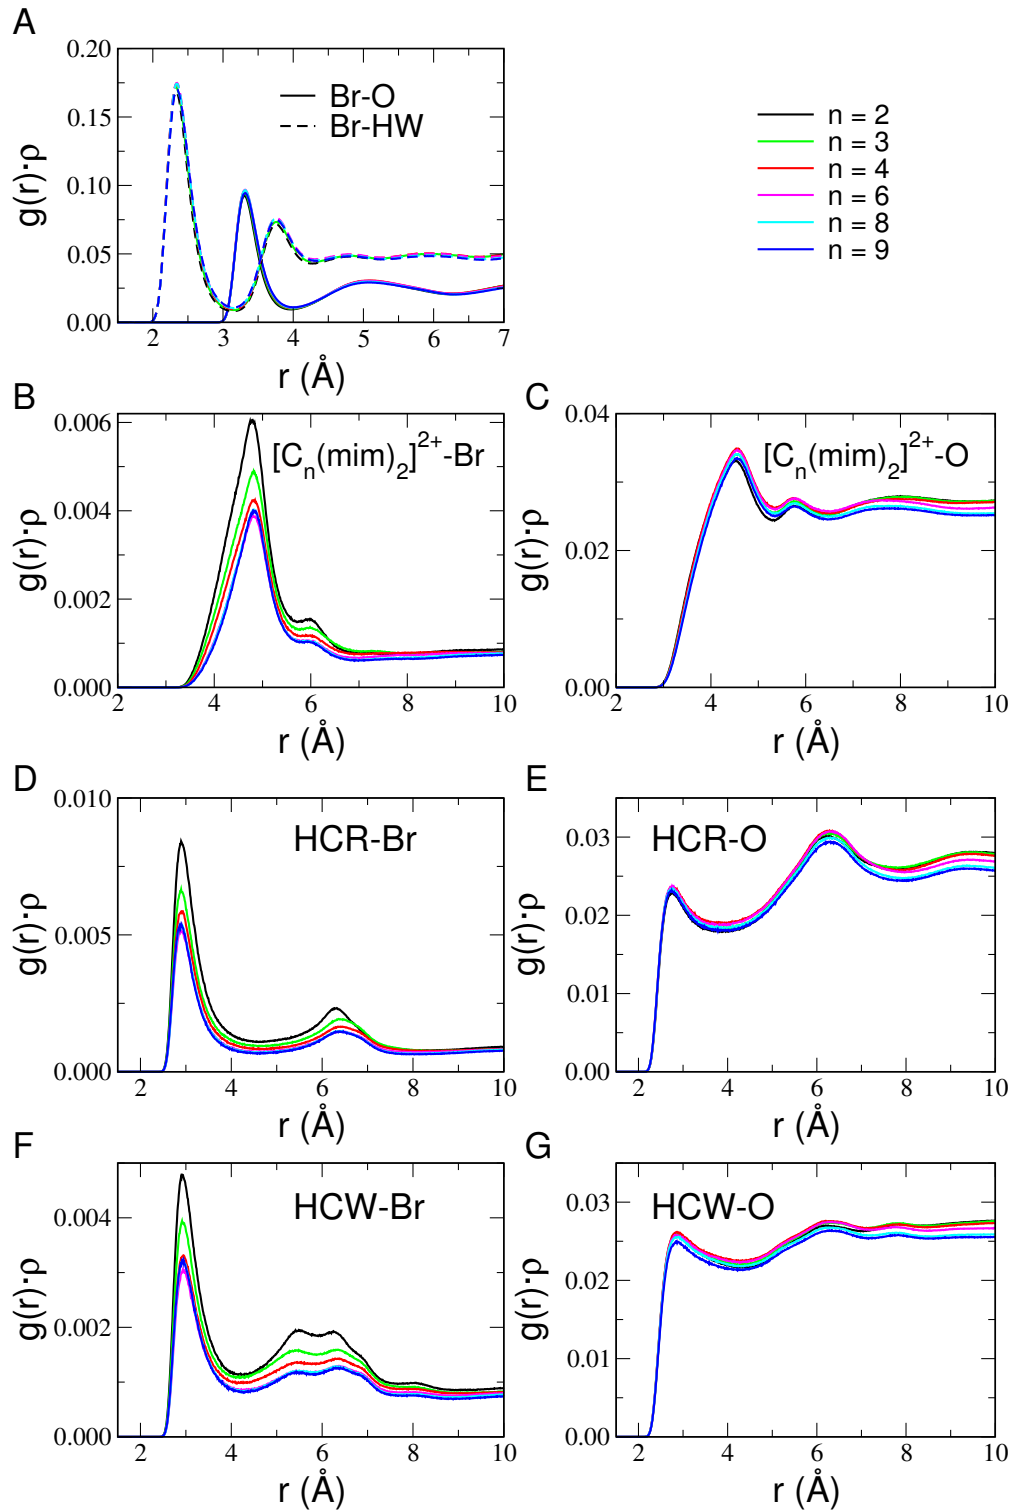 A
0.20
0.15
0.10
0.05
0.00
g(r)·ρ
Br-O
Br-HW
2 3 4 5 6 7
r (Å)
n = 2
n = 3
n = 4
n = 6
n = 8
n = 9
B
0.006
0.004
0.002
0.000
g(r)·ρ
[Cₙ(mim)₂]²⁺-Br
2 4 6 8 10
r (Å)
C
0.04
0.02
0.00
g(r)·ρ
[Cₙ(mim)₂]²⁺-O
2 4 6 8 10
r (Å)
D
0.010
0.005
0.000
g(r)·ρ
HCR-Br
2 4 6 8 10
r (Å)
E
0.03
0.02
0.01
0.00
g(r)·ρ
HCR-O
2 4 6 8 10
r (Å)
F
0.004
0.002
0.000
g(r)·ρ
HCW-Br
2 4 6 8 10
r (Å)
G
0.03
0.02
0.01
0.00
g(r)·ρ
HCW-O
2 4 6 8 10
r (Å)